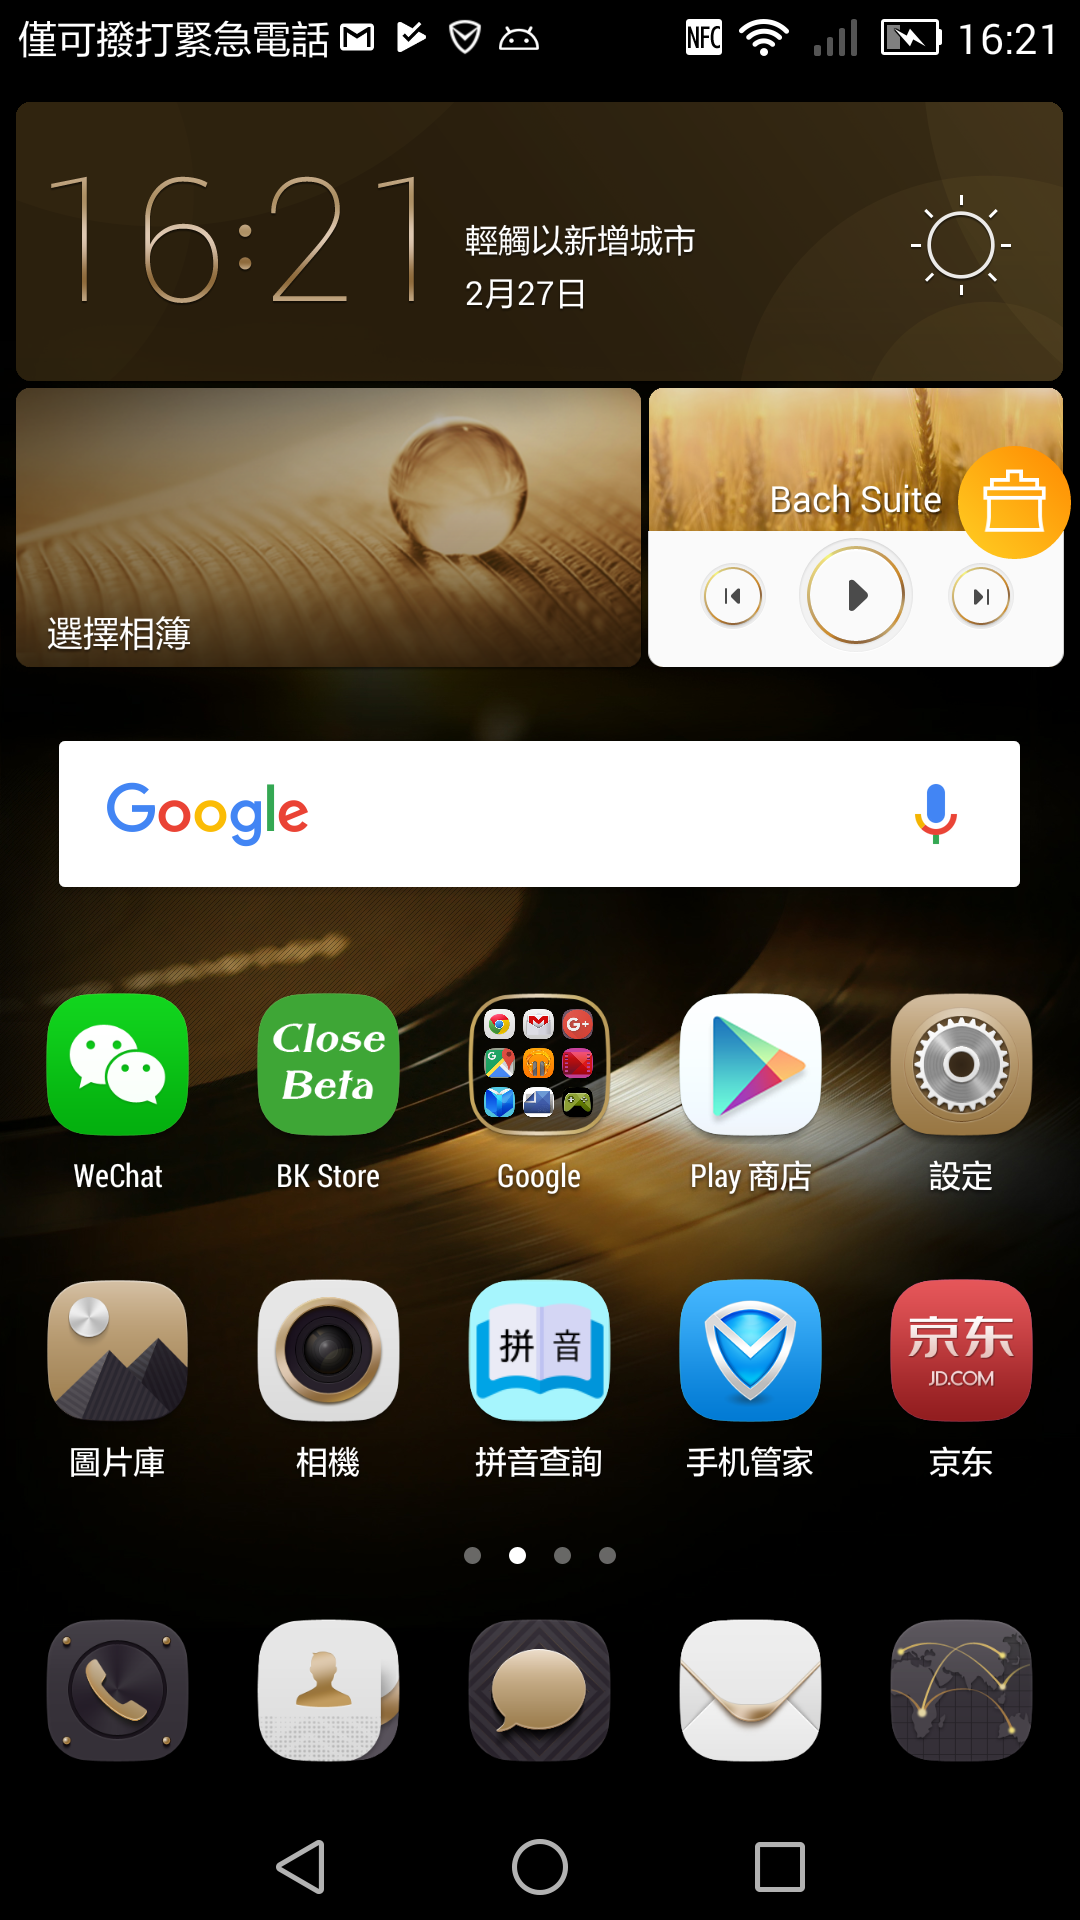 僅可撥打緊急電話
NFC
16:21
16:21
輕觸以新增城市
2月27日
選擇相簿
Bach Suite
Google
Close
Beta
WeChat
BK Store
Google
Play 商店
設定
拼 音
京东
JD.COM
圖片庫
相機
拼音查詢
手机管家
京东